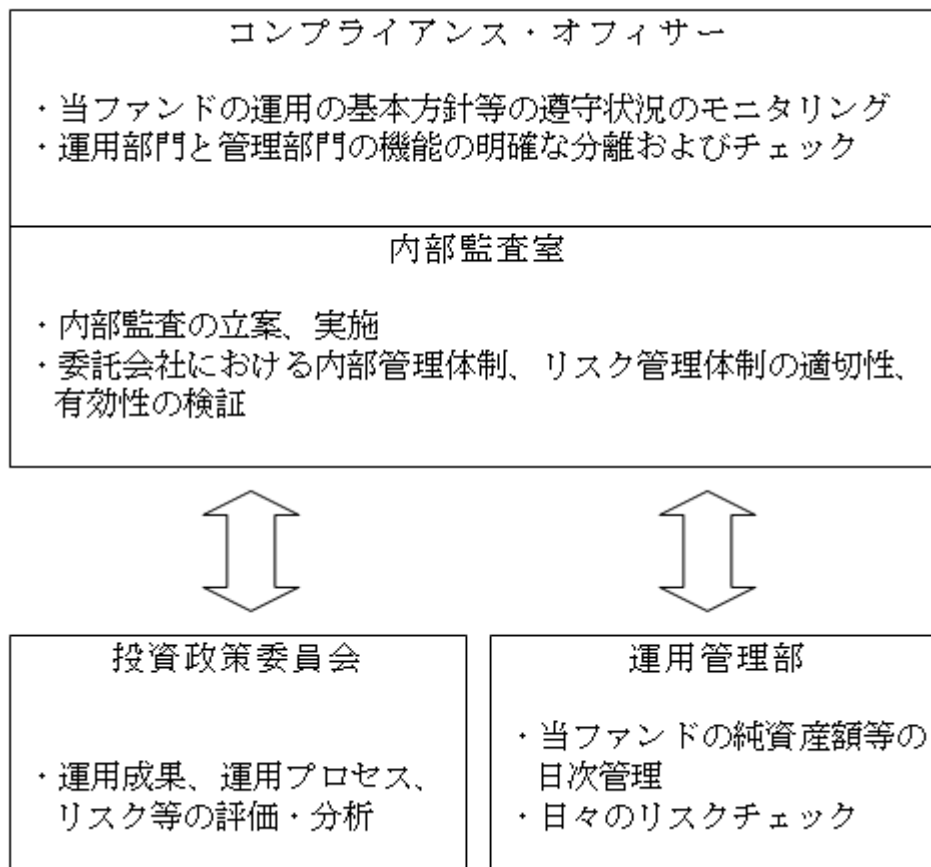 コンプライアンス・オフィサー
・当ファンドの運用の基本方針等の遵守状況のモニタリング
・運用部門と管理部門の機能の明確な分離およびチェック
内部監査室
・内部監査の立案、実施
・委託会社における内部管理体制、リスク管理体制の適切性、
有効性の検証
投資政策委員会
・運用成果、運用プロセス、
リスク等の評価・分析
運用管理部
・当ファンドの純資産額等の
日次管理
・日々のリスクチェック